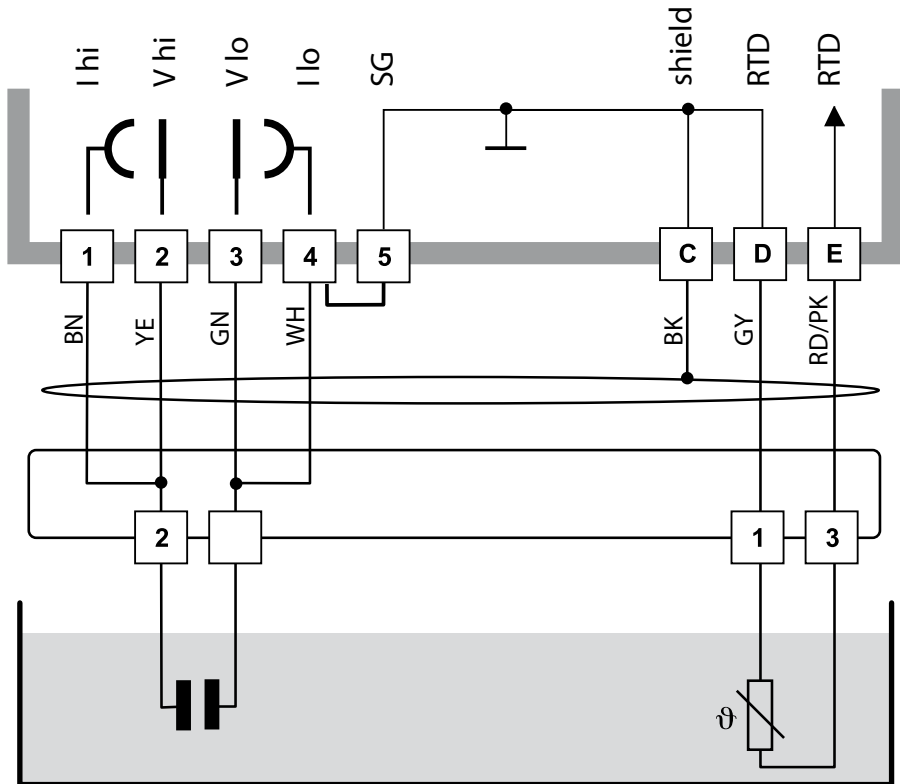 I hi
V hi
V lo
I lo
SG
shield
RTD
RTD
1
2
3
4
5
C
D
E
BN
YE
GN
WH
BK
GY
RD/PK
2
1
3
ϑ